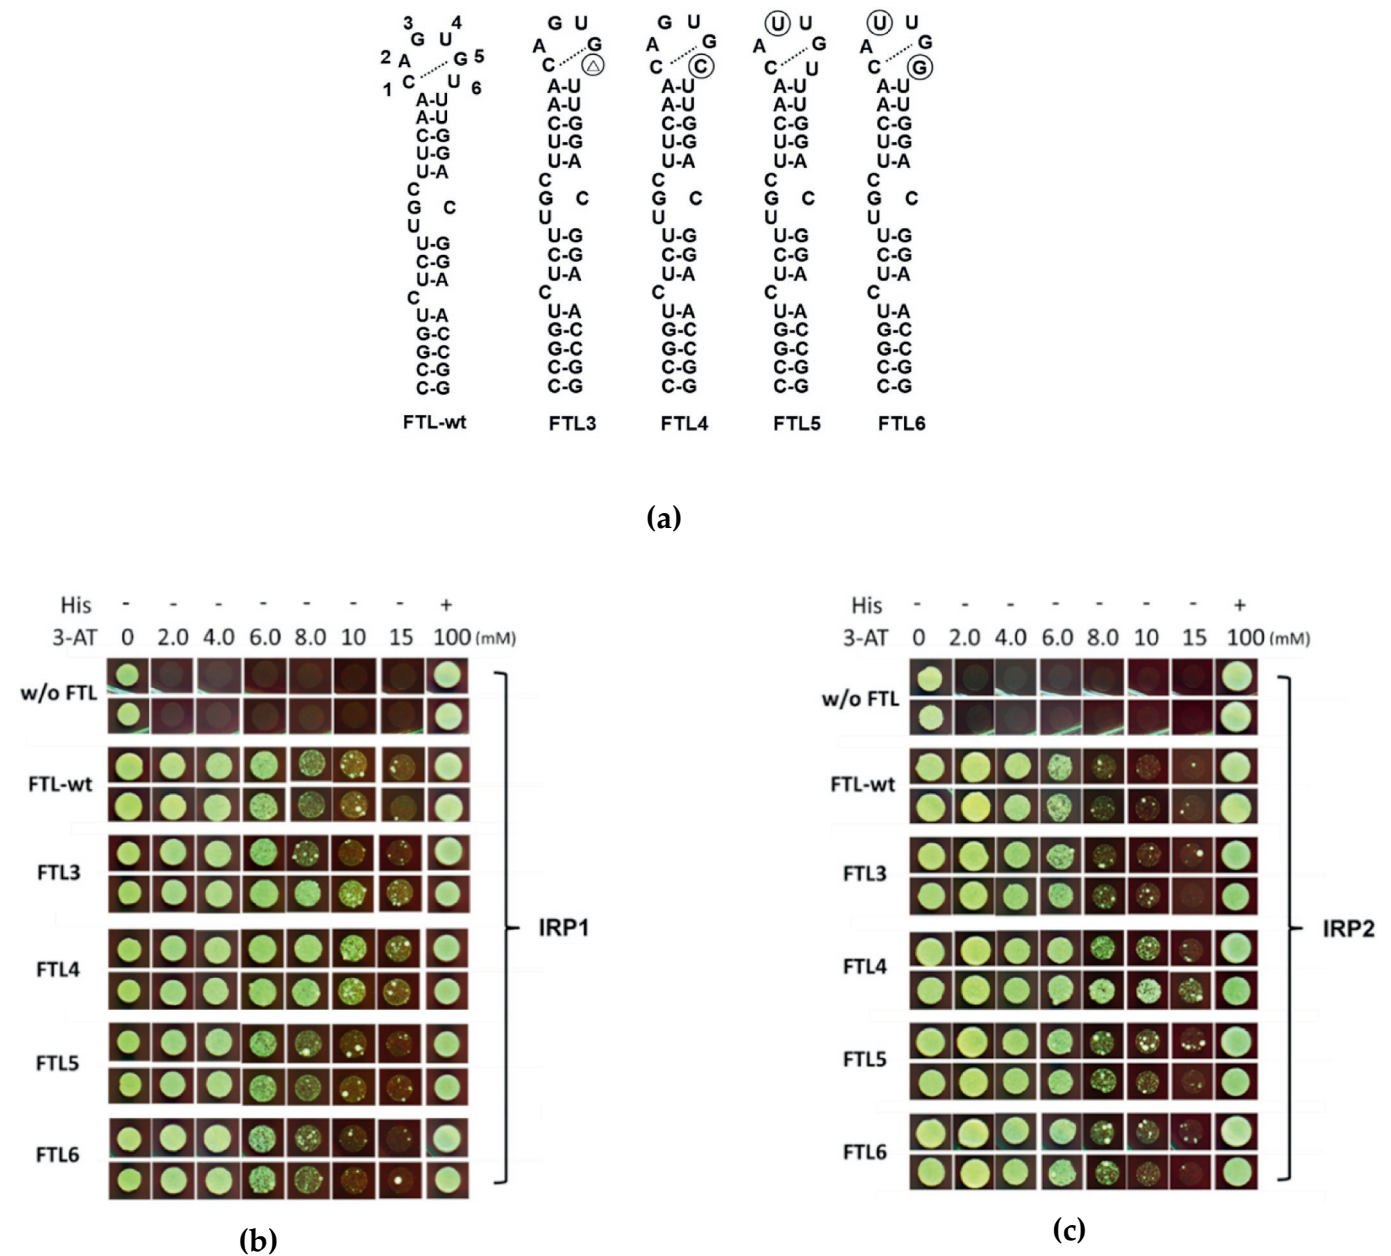 3 4
G U
2 A G 5
1 C U 6
A-U
A-U
C-G
U-G
U-A
C
G C
U
U-G
C-G
U-A
C
U-A
G-C
G-C
C-G
C-G
FTL-wt
G U
A G
C △
A-U
A-U
C-G
U-G
U-A
C
G C
U
U-G
C-G
U-A
C
U-A
G-C
G-C
C-G
C-G
FTL3
G U
A G
C C
A-U
A-U
C-G
U-G
U-A
C
G C
U
U-G
C-G
U-A
C
U-A
G-C
G-C
C-G
C-G
FTL4
U U
A G
C U
A-U
A-U
C-G
U-G
U-A
C
G C
U
U-G
C-G
U-A
C
U-A
G-C
G-C
C-G
C-G
FTL5
U U
A G
C G
A-U
A-U
C-G
U-G
U-A
C
G C
U
U-G
C-G
U-A
C
U-A
G-C
G-C
C-G
C-G
FTL6
(a)
His - - - - - - - +
3-AT 0 2.0 4.0 6.0 8.0 10 15 100 (mM)
w/o FTL
FTL-wt
FTL3
FTL4
FTL5
FTL6
IRP1
(b)
His - - - - - - - +
3-AT 0 2.0 4.0 6.0 8.0 10 15 100 (mM)
w/o FTL
FTL-wt
FTL3
FTL4
FTL5
FTL6
IRP2
(c)